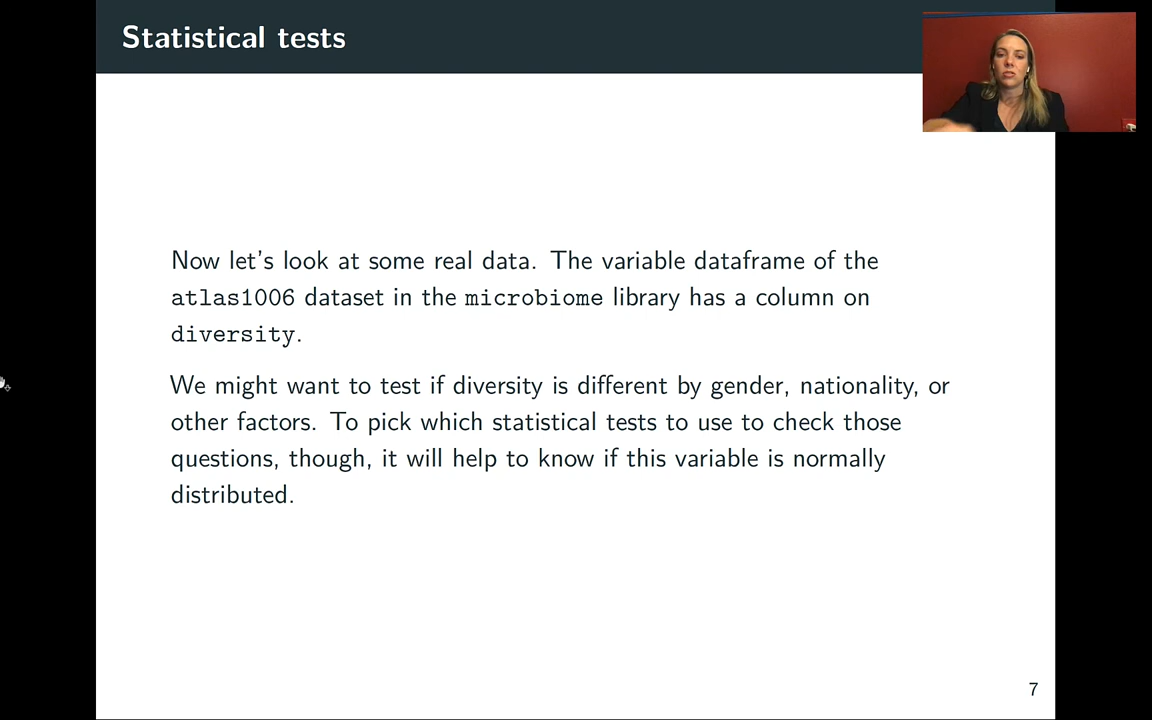 Statistical tests
Now let's look at some real data. The variable dataframe of the
atlas1006 dataset in the microbiome library has a column on
diversity.
We might want to test if diversity is different by gender, nationality, or
other factors. To pick which statistical tests to use to check those
questions, though, it will help to know if this variable is normally
distributed.
7